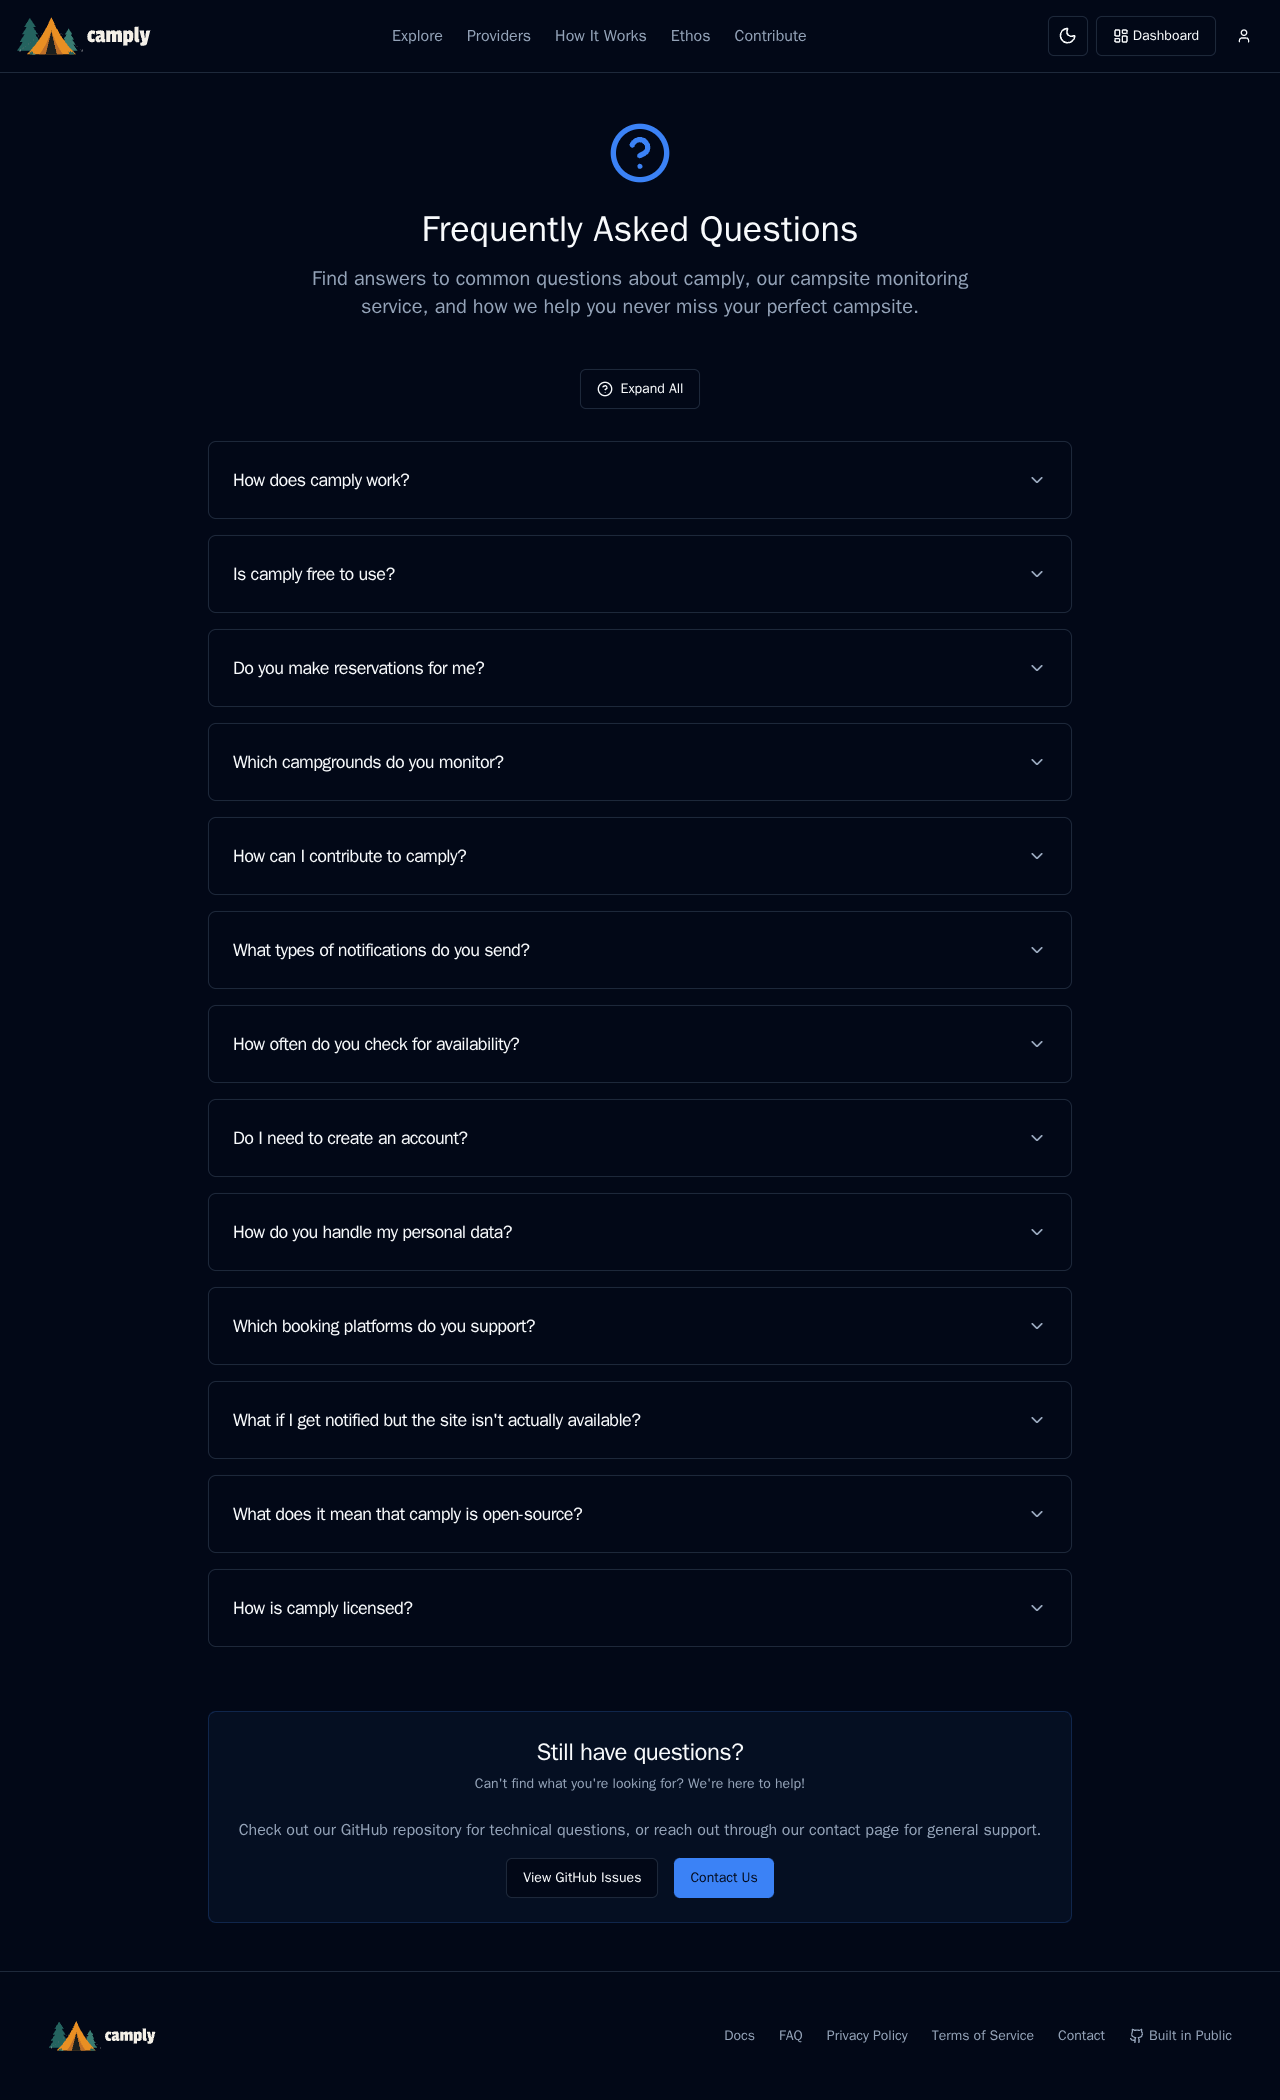 camply
Explore
Providers
How It Works
Ethos
Contribute
Dashboard
Frequently Asked Questions
Find answers to common questions about camply, our campsite monitoring
service, and how we help you never miss your perfect campsite.
Expand All
How does camply work?
Is camply free to use?
Do you make reservations for me?
Which campgrounds do you monitor?
How can I contribute to camply?
What types of notifications do you send?
How often do you check for availability?
Do I need to create an account?
How do you handle my personal data?
Which booking platforms do you support?
What if I get notified but the site isn't actually available?
What does it mean that camply is open-source?
How is camply licensed?
Still have questions?
Can't find what you're looking for? We're here to help!
Check out our GitHub repository for technical questions, or reach out through our contact page for general support.
View GitHub Issues
Contact Us
camply
Docs
FAQ
Privacy Policy
Terms of Service
Contact
Built in Public